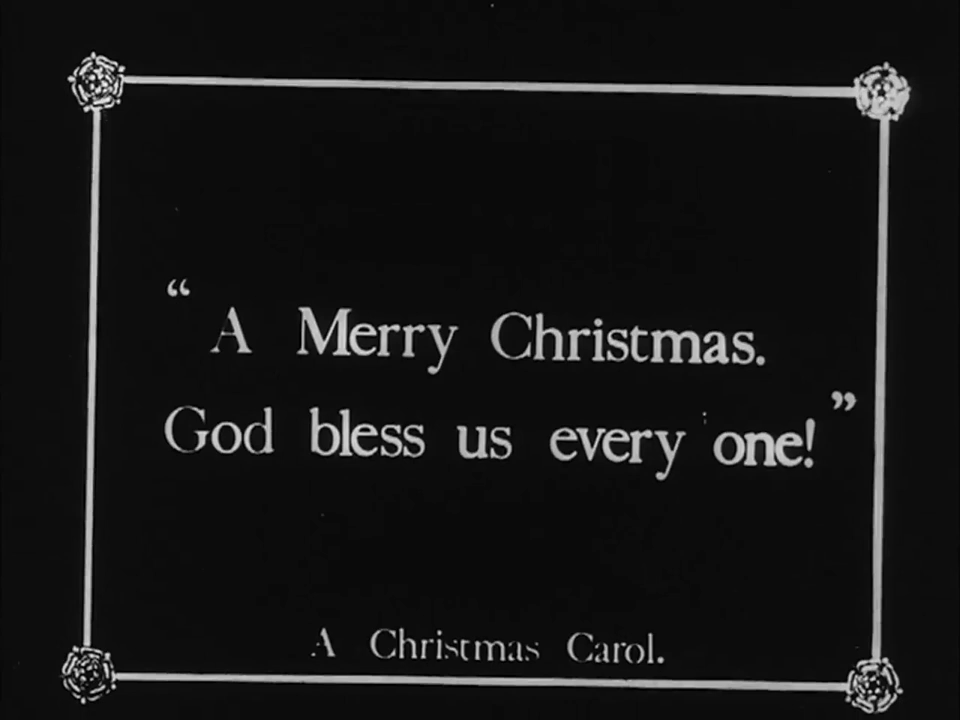 “A Merry Christmas.
God bless us every one!”
A Christmas Carol.